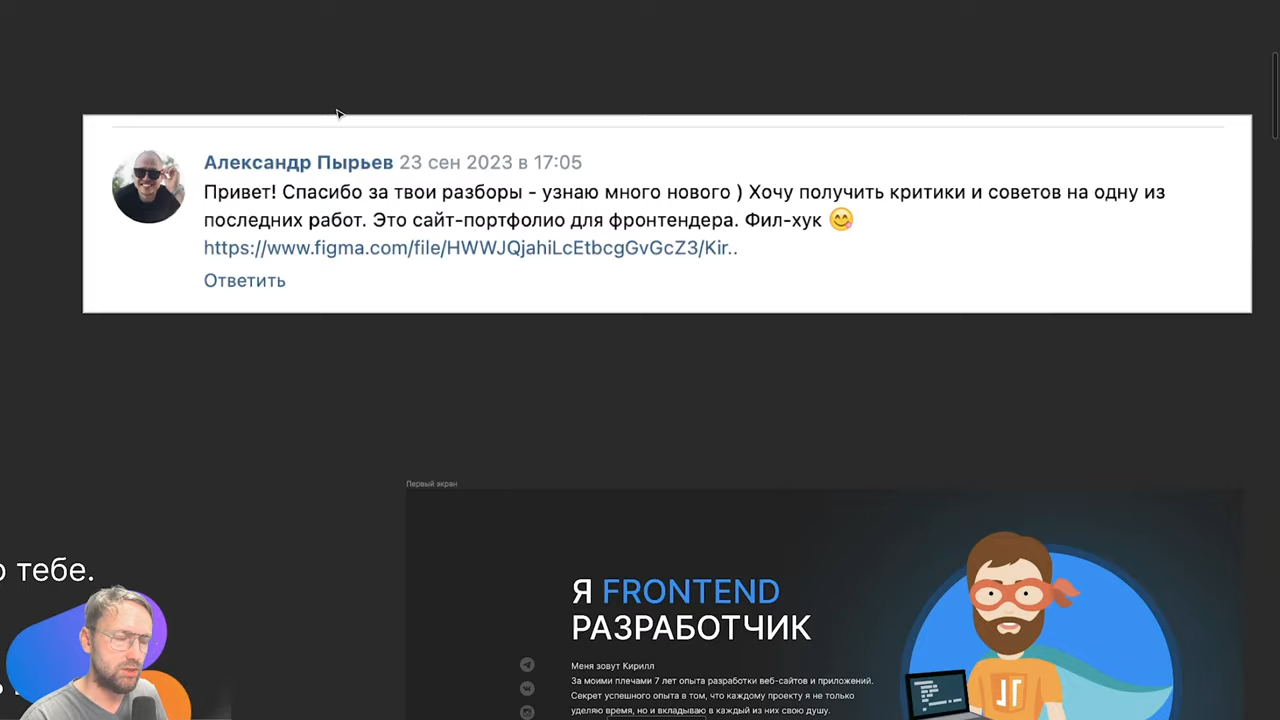 Александр Пырьев 23 сен 2023 в 17:05
Привет! Спасибо за твои разборы - узнаю много нового ) Хочу получить критики и советов на одну из
последних работ. Это сайт-портфолио для фронтендера. Фил-хук 😋
https://www.figma.com/file/HWWJQjahiLcEtbcgGvGcZ3/Kir..
Ответить
Первый экран
тебе.
Я FRONTEND
РАЗРАБОТЧИК
Меня зовут Кирилл
За моими плечами 7 лет опыта разработки веб-сайтов и приложений.
Секрет успешного опыта в том, что каждому проекту я не только
уделяю время, но и вкладываю в каждый из них свою душу.